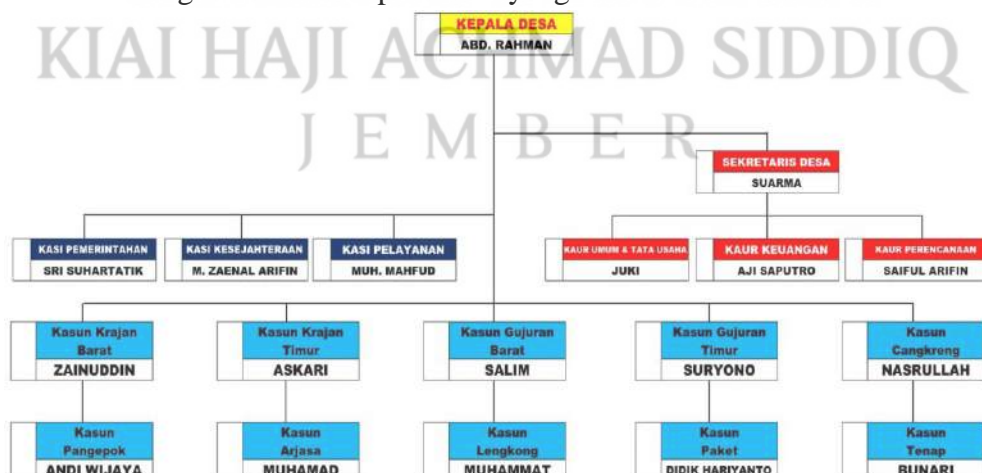 KEPALA DESA
ABD. RAHMAN
KIAI HAJI ACHMAD SIDDIQ
JEMBER
SEKRETARIS DESA
SUARMA
KASI PEMERINTAHAN
SRI SUHARTATIK
KASI KESEJAHTERAAN
M. ZAENAL ARIFIN
KASI PELAYANAN
MUH. MAHFUD
KAUR UMUM & TATA USAHA
JUKI
KAUR KEUANGAN
AJI SAPUTRO
KAUR PERENCANAAN
SAIFUL ARIFIN
Kasun Krajan
Barat
ZAINUDDIN
Kasun Krajan
Timur
ASKARI
Kasun Gujuran
Barat
SALIM
Kasun Gujuran
Timur
SURYONO
Kasun
Cangkreng
NASRULLAH
Kasun
Pangepok
ANDI WIJAYA
Kasun
Arjasa
MUHAMAD
Kasun
Lengkong
MUHAMMAT
Kasun
Paket
DIDIK HARIYANTO
Kasun
Tenap
BUNARI